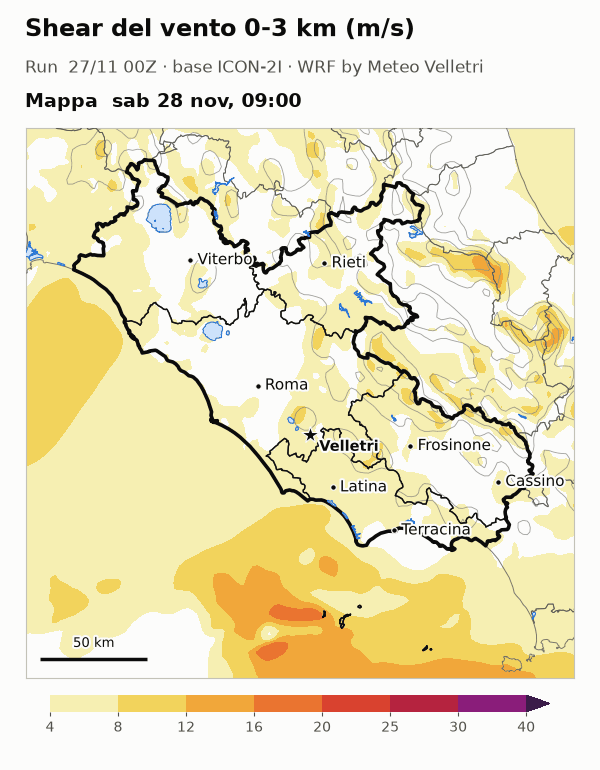 Shear del vento 0-3 km (m/s)
Run 27/11 00Z · base ICON-2I · WRF by Meteo Velletri
Mappa sab 28 nov, 09:00
Viterbo
Rieti
Roma
Velletri
Frosinone
Cassino
Latina
Terracina
50 km
4 8 12 16 20 25 30 40